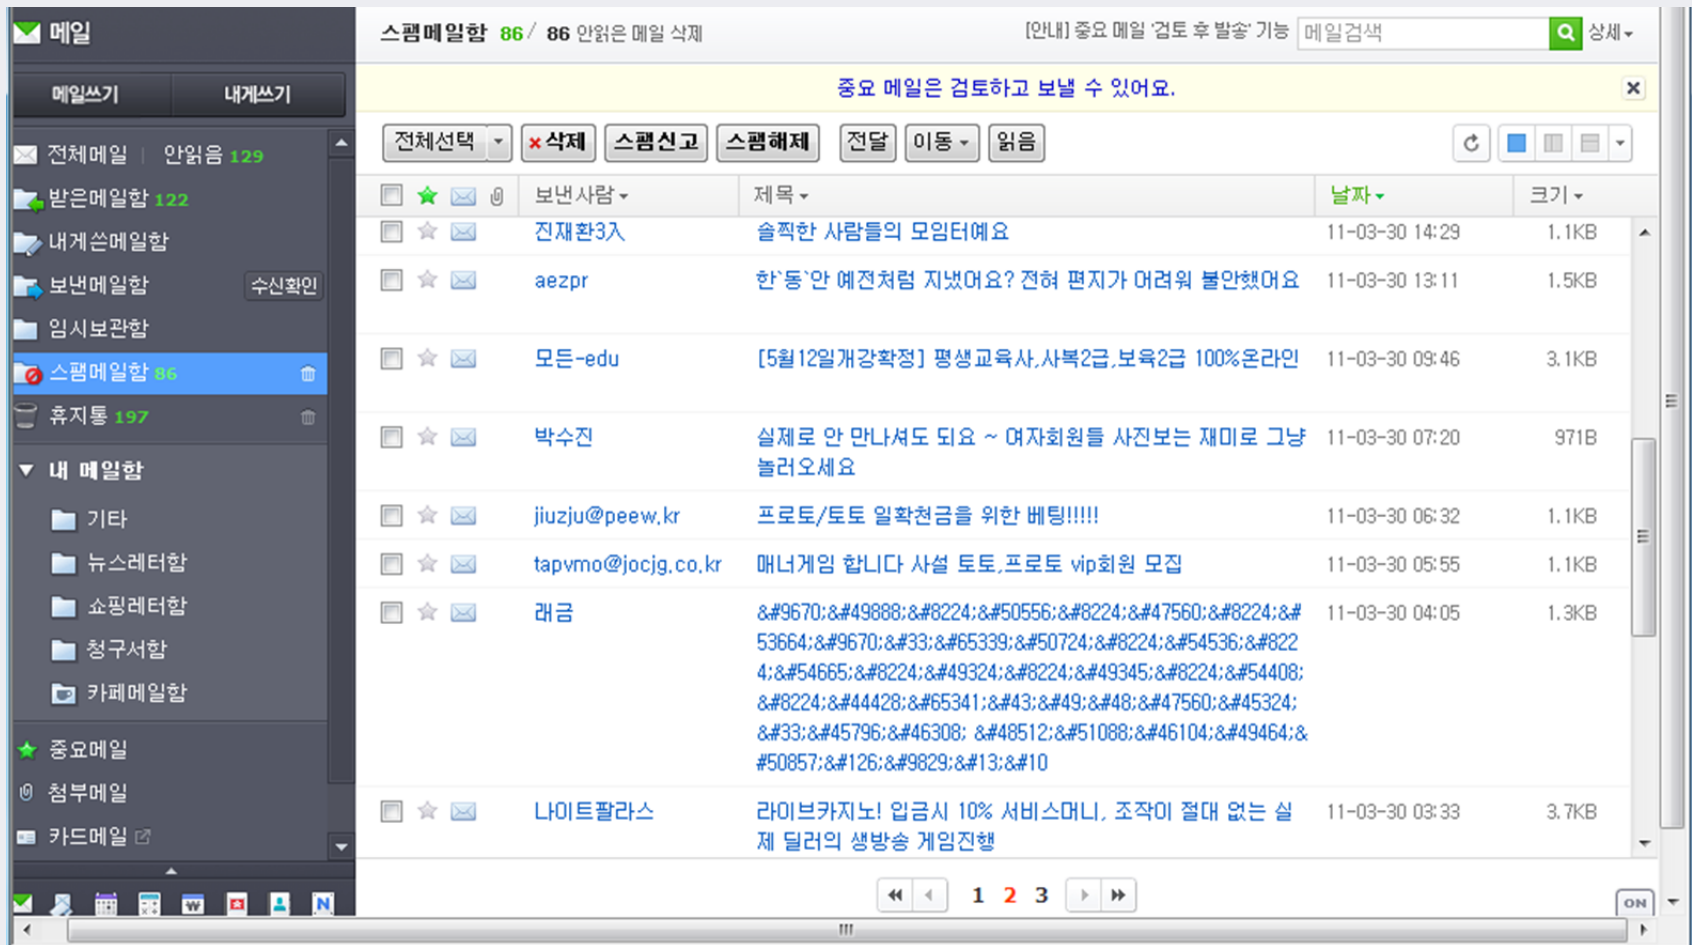 메일
메일쓰기 내게쓰기
전체메일 | 안읽음 129
받은메일함 122
내게쓴메일함
보낸메일함 수신확인
임시보관함
스팸메일함 86
휴지통 197
▼ 내 메일함
기타
뉴스레터함
쇼핑레터함
청구서함
카페메일함
중요메일
첨부메일
카드메일
스팸메일함 86 / 86 안읽은 메일 삭제
[안내] 중요 메일 '검토 후 발송' 기능 메일검색 상세
중요 메일은 검토하고 보낼 수 있어요.
전체선택 ×삭제 스팸신고 스팸해제 전달 이동 읽음
보낸사람 제목 날짜 크기
진재환3入 솔찍한 사람들의 모임터예요 11-03-30 14:29 1.1KB
aezpr 한`동`안 예전처럼 지냈어요? 전혀 편지가 어려워 불안했어요 11-03-30 13:11 1.5KB
모든-edu [5월12일개강확정] 평생교육사,사복2급,보육2급 100%온라인 11-03-30 09:46 3.1KB
박수진 실제로 안 만나셔도 되요 ~ 여자회원들 사진보는 재미로 그냥 11-03-30 07:20 971B
놀러오세요
jiuzju@peew.kr 프로토/토토 일확천금을 위한 베팅!!!!! 11-03-30 06:32 1.1KB
tapvmo@jocjg.co.kr 매너게임 합니다 사설 토토,프로토 vip회원 모집 11-03-30 05:55 1.1KB
래금 &#9670;&#49888;&#8224;&#50556;&#8224;&#47560;&#8224;&# 11-03-30 04:05 1.3KB
53664;&#9670;&#33;&#65339;&#50724;&#8224;&#54536;&#822
4;&#54665;&#8224;&#49324;&#8224;&#49345;&#8224;&#54408;
&#8224;&#44428;&#65341;&#43;&#49;&#48;&#47560;&#45324;
&#33;&#45796;&#46308; &#48512;&#51088;&#46104;&#49464;&
#50857;&#126;&#9829;&#13;&#10
나이트팔라스 라이브카지노! 입금시 10% 서비스머니, 조작이 절대 없는 실 11-03-30 03:33 3.7KB
제 딜러의 생방송 게임진행
1 2 3
ON